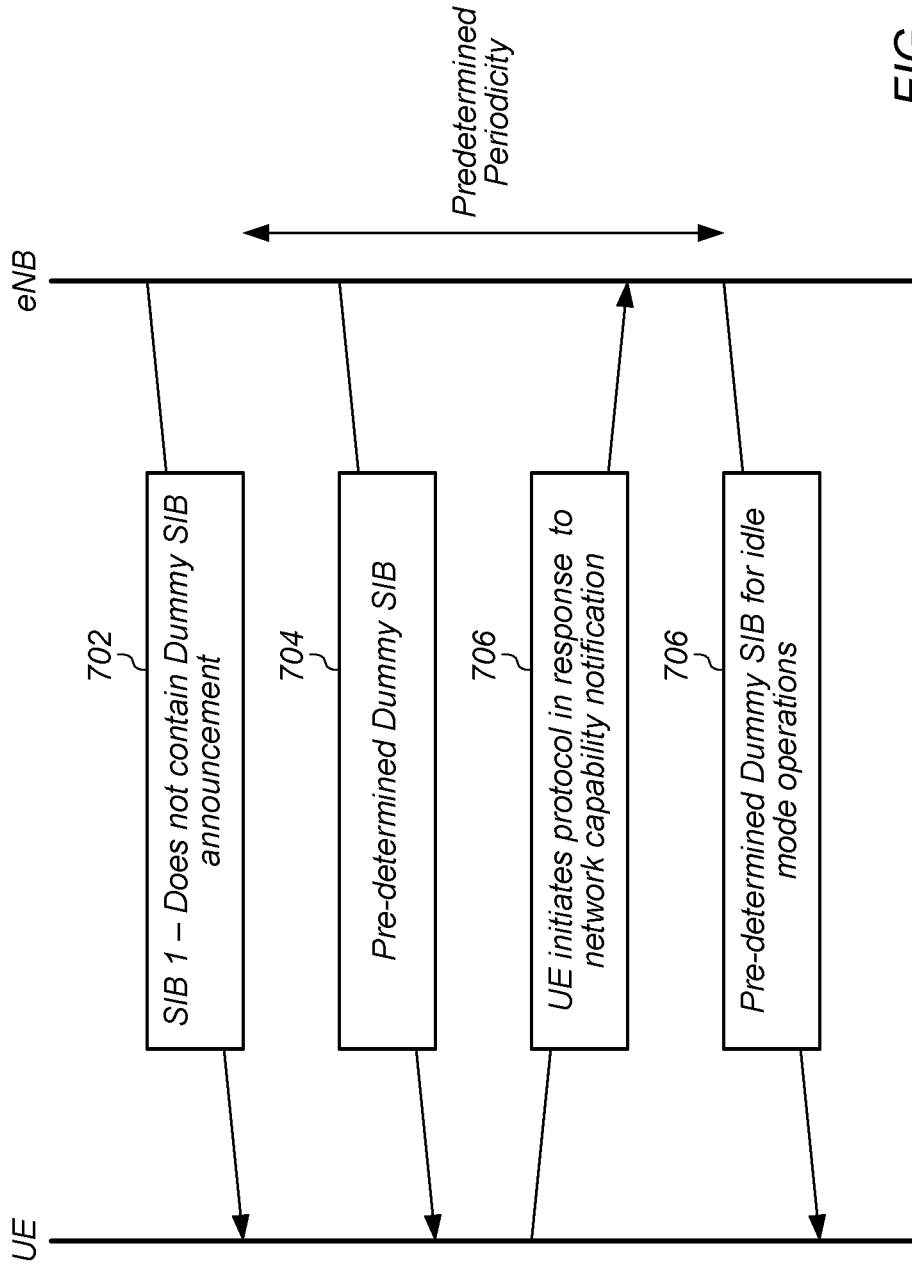 UE
eNB
702
SIB 1 – Does not contain Dummy SIB
announcement
704
Pre-determined Dummy SIB
706
UE initiates protocol in response to
network capability notification
706
Pre-determined Dummy SIB for idle
mode operations
Predetermined
Periodicity
FIG